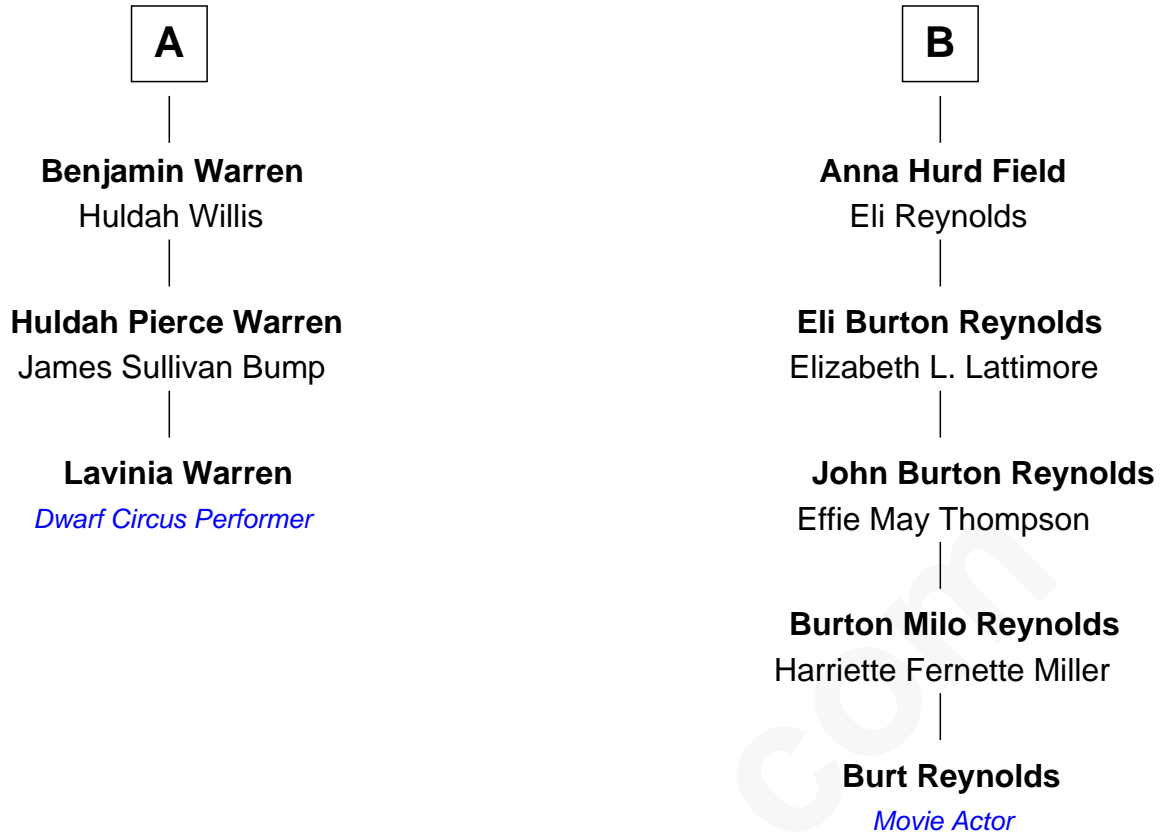 A
Benjamin Warren
Huldah Willis
Huldah Pierce Warren
James Sullivan Bump
Lavinia Warren
Dwarf Circus Performer
B
Anna Hurd Field
Eli Reynolds
Eli Burton Reynolds
Elizabeth L. Lattimore
John Burton Reynolds
Effie May Thompson
Burton Milo Reynolds
Harriette Fernette Miller
Burt Reynolds
Movie Actor
com